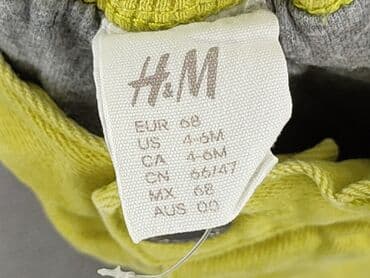 H&M
EUR 68
US 4-6M
CA 4-6M
CN 66/47
MX 68
AUS 00